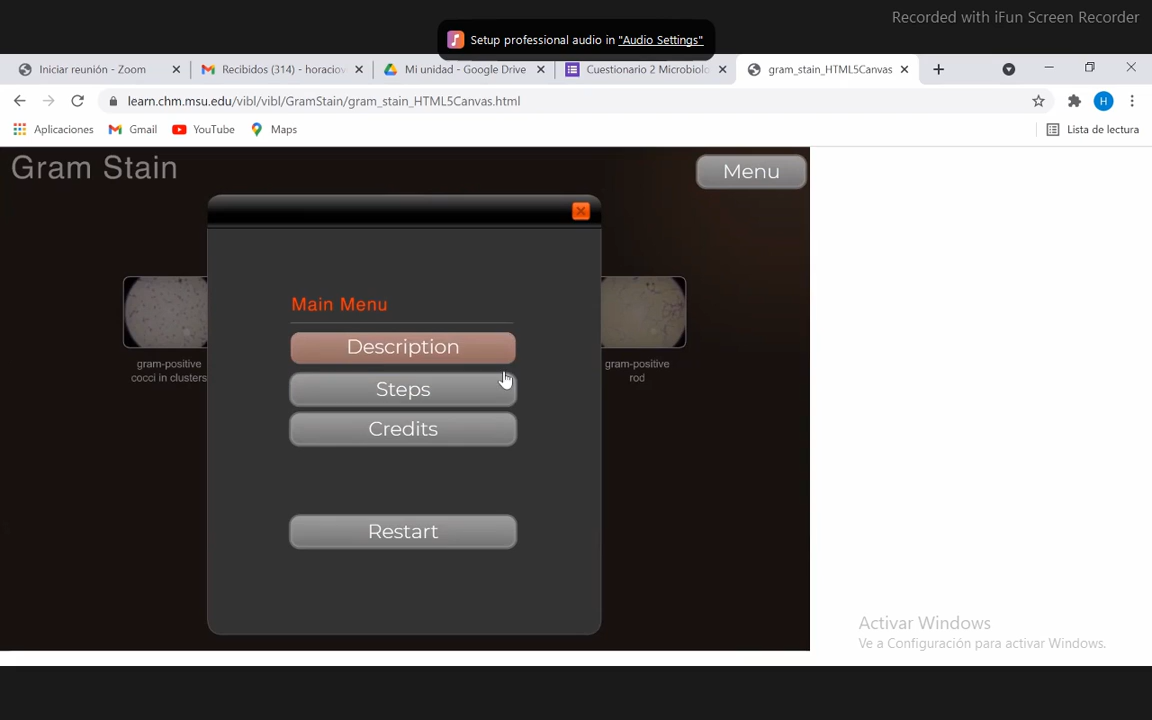 Recorded with iFun Screen Recorder
Setup professional audio in "Audio Settings"
Iniciar reunión - Zoom
Recibidos (314) - horaciov
Mi unidad - Google Drive
Cuestionario 2 Microbiolo
gram_stain_HTML5Canvas
learn.chm.msu.edu/vibl/vibl/GramStain/gram_stain_HTML5Canvas.html
H
Aplicaciones
Gmail
YouTube
Maps
Lista de lectura
Gram Stain
Menu
Main Menu
Description
Steps
Credits
Restart
gram-positive
cocci in clusters
gram-positive
rod
Activar Windows
Ve a Configuración para activar Windows.